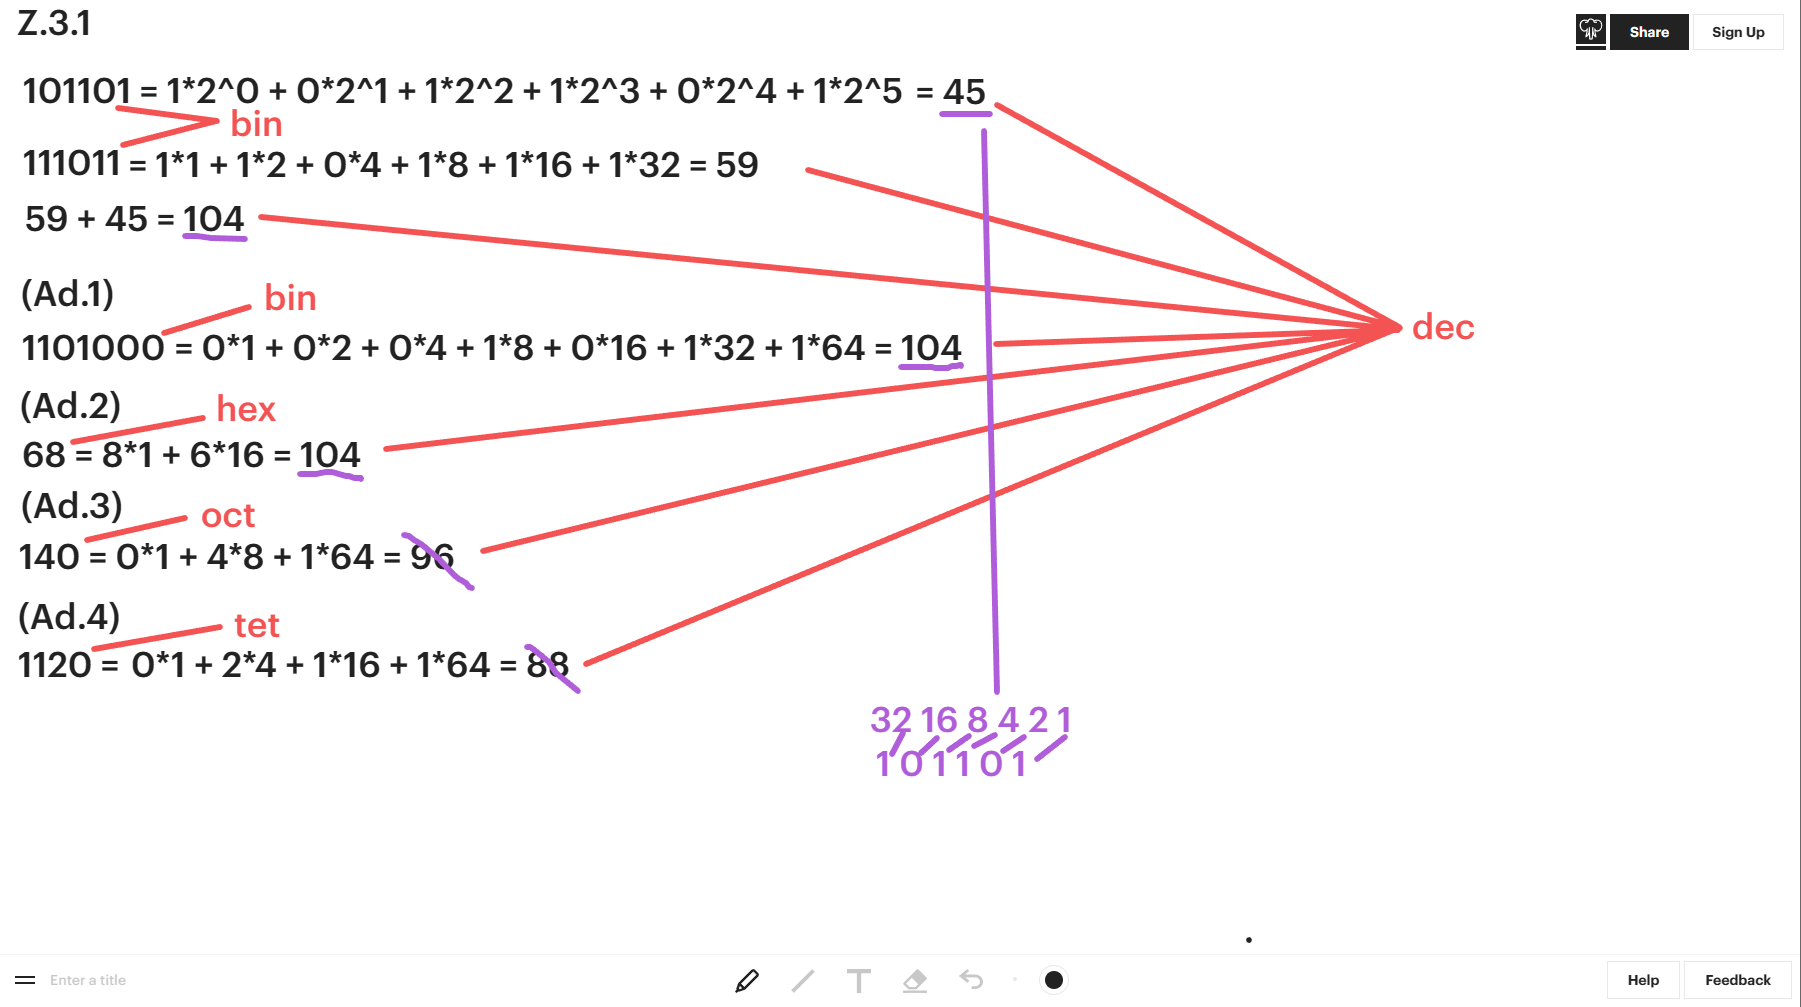 Z.3.1
Share
Sign Up
101101 = 1*2^0 + 0*2^1 + 1*2^2 + 1*2^3 + 0*2^4 + 1*2^5 = 45
bin
111011 = 1*1 + 1*2 + 0*4 + 1*8 + 1*16 + 1*32 = 59
59 + 45 = 104
(Ad.1)
bin
dec
1101000 = 0*1 + 0*2 + 0*4 + 1*8 + 0*16 + 1*32 + 1*64 = 104
(Ad.2)
hex
68 = 8*1 + 6*16 = 104
(Ad.3)
oct
140 = 0*1 + 4*8 + 1*64 = 96
(Ad.4)
tet
1120 = 0*1 + 2*4 + 1*16 + 1*64 = 88
32 16 8 4 2 1
1 0 1 1 0 1
Enter a title
T
Help
Feedback